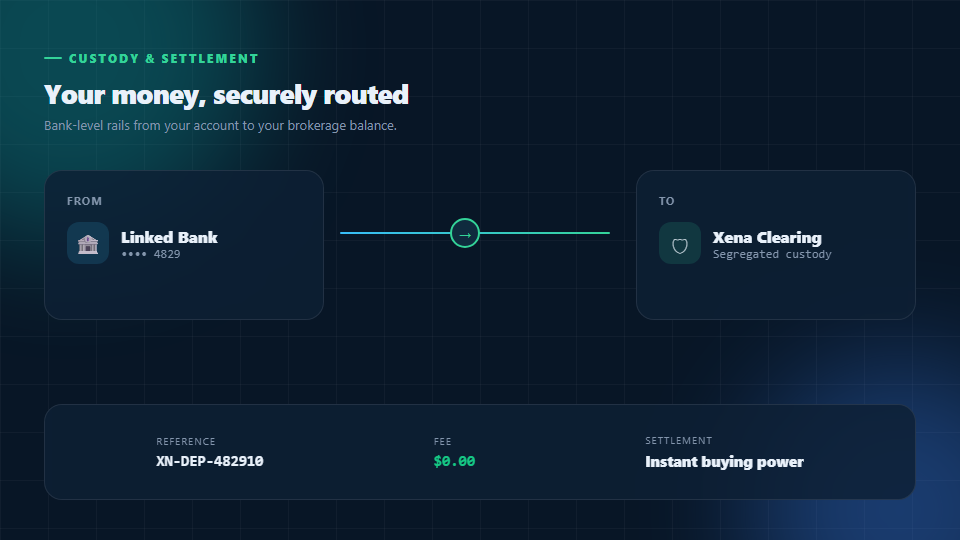 CUSTODY & SETTLEMENT
Your money, securely routed
Bank-level rails from your account to your brokerage balance.
FROM
Linked Bank
•••• 4829
→
TO
Xena Clearing
Segregated custody
REFERENCE
XN-DEP-482910
FEE
$0.00
SETTLEMENT
Instant buying power